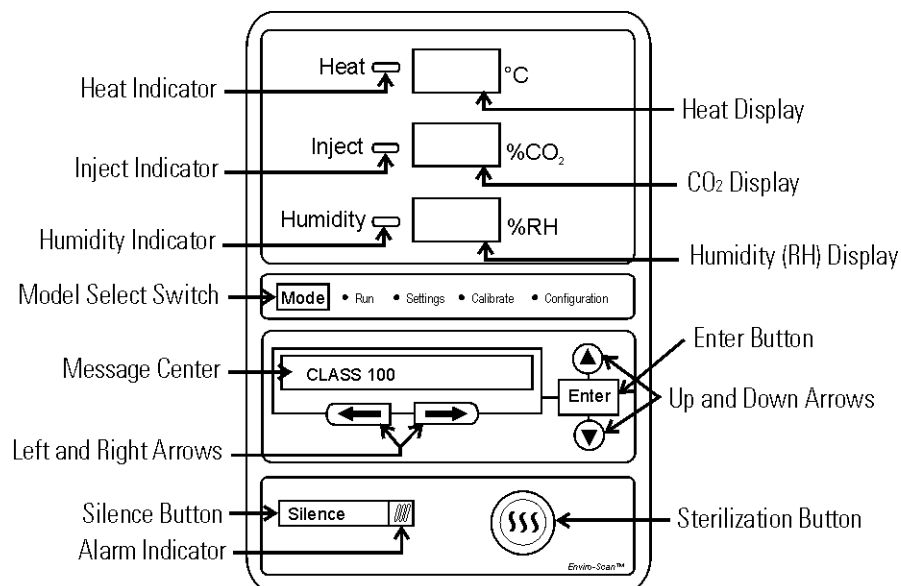 Heat
°C
Heat Indicator
Heat Display
Inject
%CO₂
Inject Indicator
CO₂ Display
Humidity
%RH
Humidity Indicator
Humidity (RH) Display
Model Select Switch
Mode • Run • Settings • Calibrate • Configuration
Message Center
CLASS 100
Enter Button
Enter
Up and Down Arrows
Left and Right Arrows
Silence Button
Silence
Sterilization Button
Alarm Indicator
Enviro-Scan™